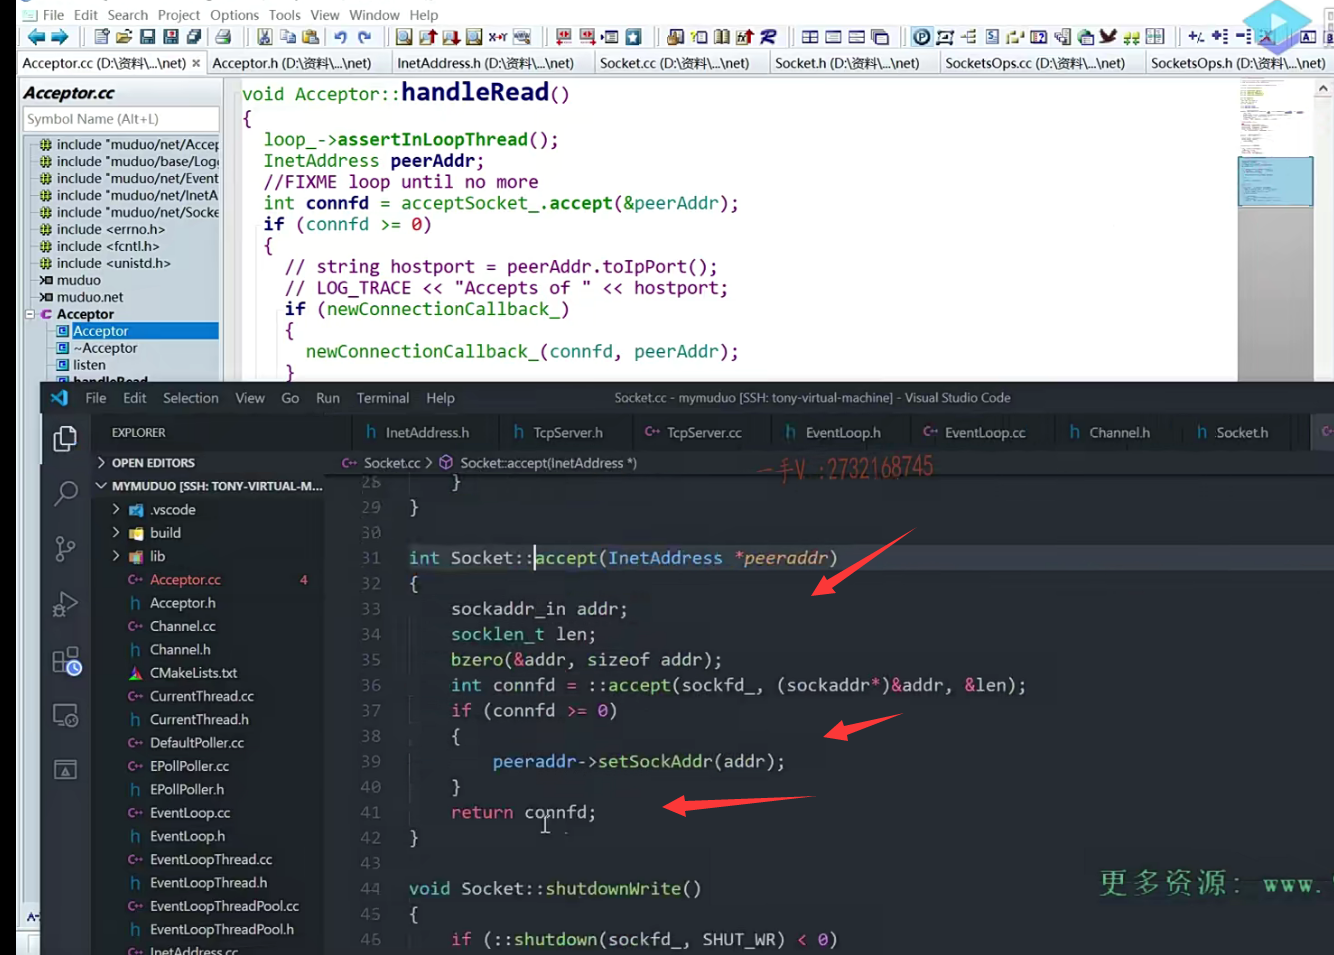 File Edit Search Project Options Tools View Window Help
Acceptor.cc (D:\资料\...\net) × Acceptor.h (D:\资料\...\net) InetAddress.h (D:\资料\...\net) Socket.cc (D:\资料\...\net) Socket.h (D:\资料\...\net) SocketsOps.cc (D:\资料\...\net) SocketsOps.h (D:\资料\...\net)
Acceptor.cc
Symbol Name (Alt+L)
include "muduo/net/Accep
include "muduo/base/Log
include "muduo/net/Event
include "muduo/net/InetA
include "muduo/net/Socke
include <errno.h>
include <fcntl.h>
include <unistd.h>
muduo
muduo.net
Acceptor
Acceptor
~Acceptor
listen
handleRead
void Acceptor::handleRead()
{
loop_->assertInLoopThread();
InetAddress peerAddr;
//FIXME loop until no more
int connfd = acceptSocket_.accept(&peerAddr);
if (connfd >= 0)
{
// string hostport = peerAddr.toIpPort();
// LOG_TRACE << "Accepts of " << hostport;
if (newConnectionCallback_)
{
newConnectionCallback_(connfd, peerAddr);
}
File Edit Selection View Go Run Terminal Help
Socket.cc - mymuduo [SSH: tony-virtual-machine] - Visual Studio Code
EXPLORER
InetAddress.h TcpServer.h TcpServer.cc EventLoop.h EventLoop.cc Channel.h Socket.h
OPEN EDITORS
MYMUDUO [SSH: TONY-VIRTUAL-M...
.vscode
build
lib
Acceptor.cc 4
Acceptor.h
Channel.cc
Channel.h
CMakeLists.txt
CurrentThread.cc
CurrentThread.h
DefaultPoller.cc
EPollPoller.cc
EPollPoller.h
EventLoop.cc
EventLoop.h
EventLoopThread.cc
EventLoopThread.h
EventLoopThreadPool.cc
EventLoopThreadPool.h
InetAddress.cc
Socket.cc > Socket::accept(InetAddress *)
一手V :2732168745
28 }
29 }
30
31 int Socket::accept(InetAddress *peeraddr)
32 {
33 sockaddr_in addr;
34 socklen_t len;
35 bzero(&addr, sizeof addr);
36 int connfd = ::accept(sockfd_, (sockaddr*)&addr, &len);
37 if (connfd >= 0)
38 {
39 peeraddr->setSockAddr(addr);
40 }
41 return connfd;
42 }
43
44 void Socket::shutdownWrite()
45 {
46 if (::shutdown(sockfd_, SHUT_WR) < 0)
更多资源: www.